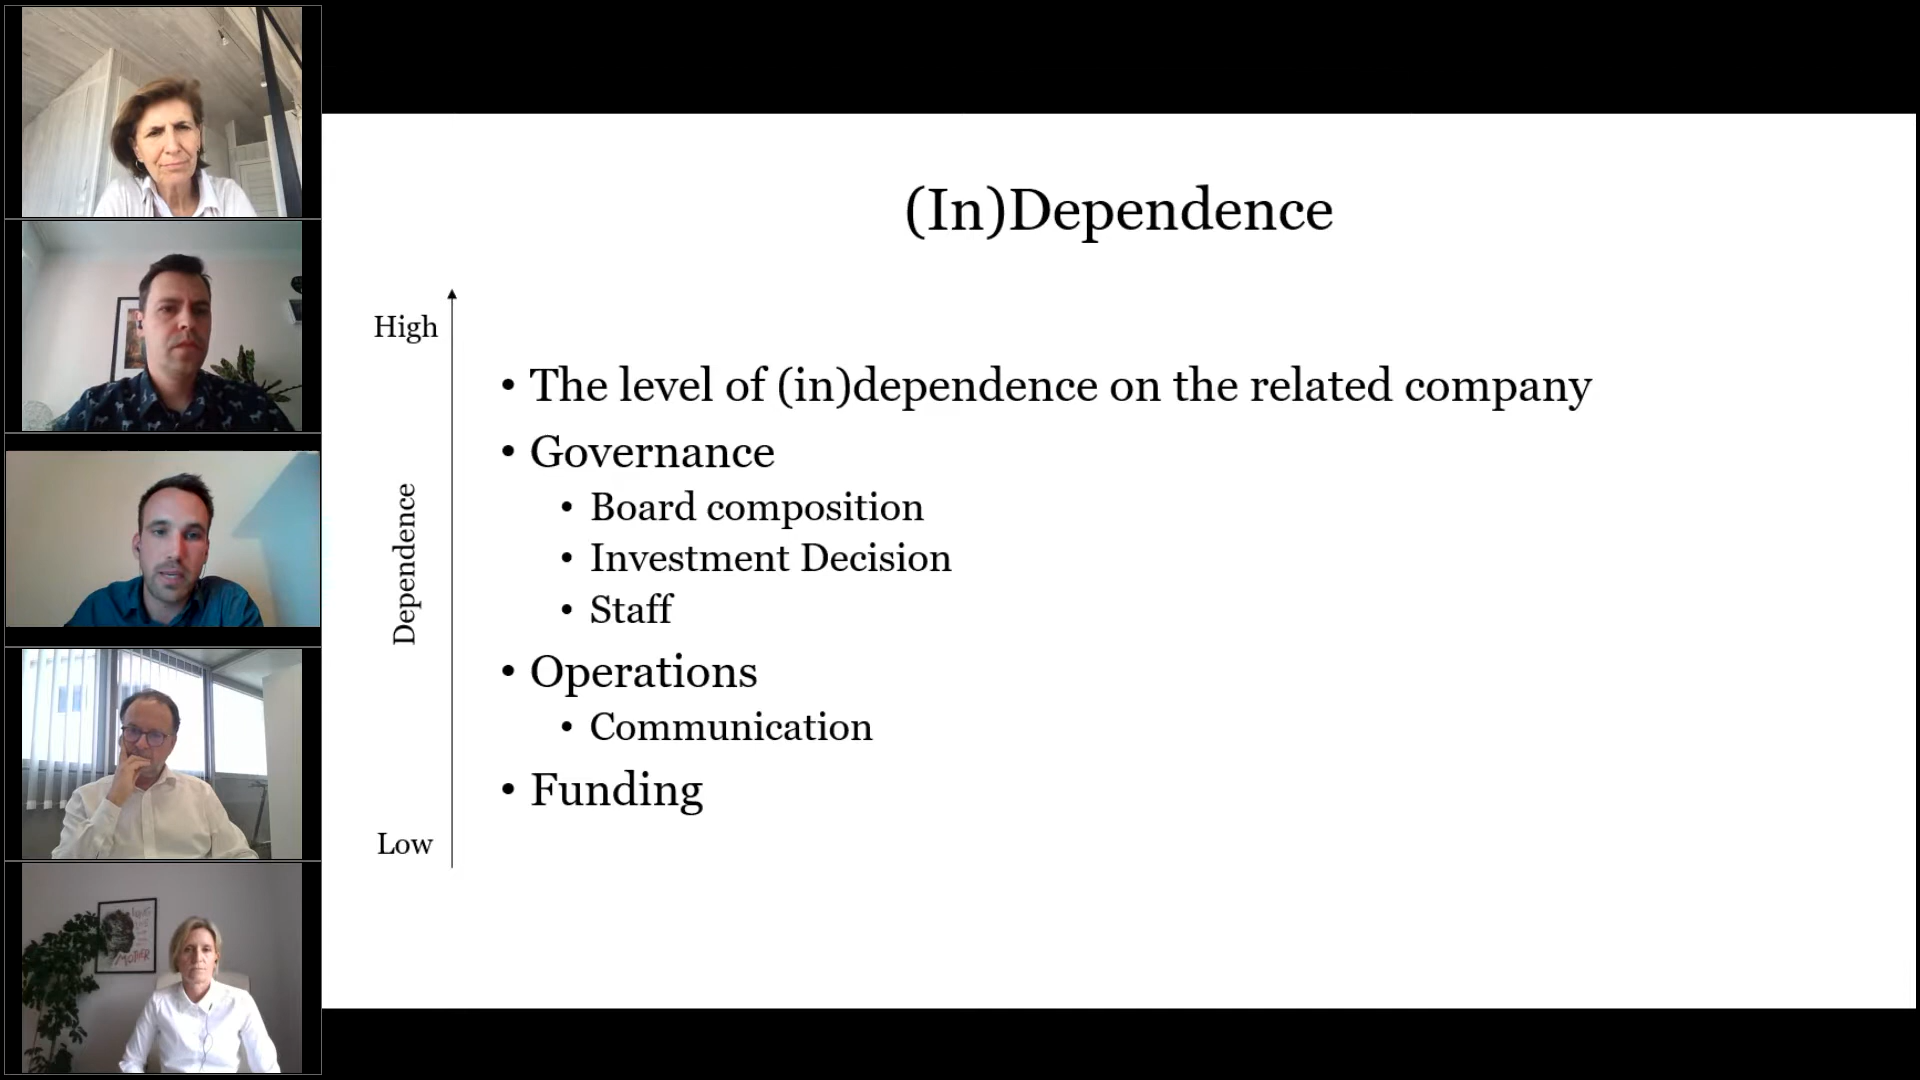 (In)Dependence
High
Dependence
Low
• The level of (in)dependence on the related company
• Governance
• Board composition
• Investment Decision
• Staff
• Operations
• Communication
• Funding
MOTHER